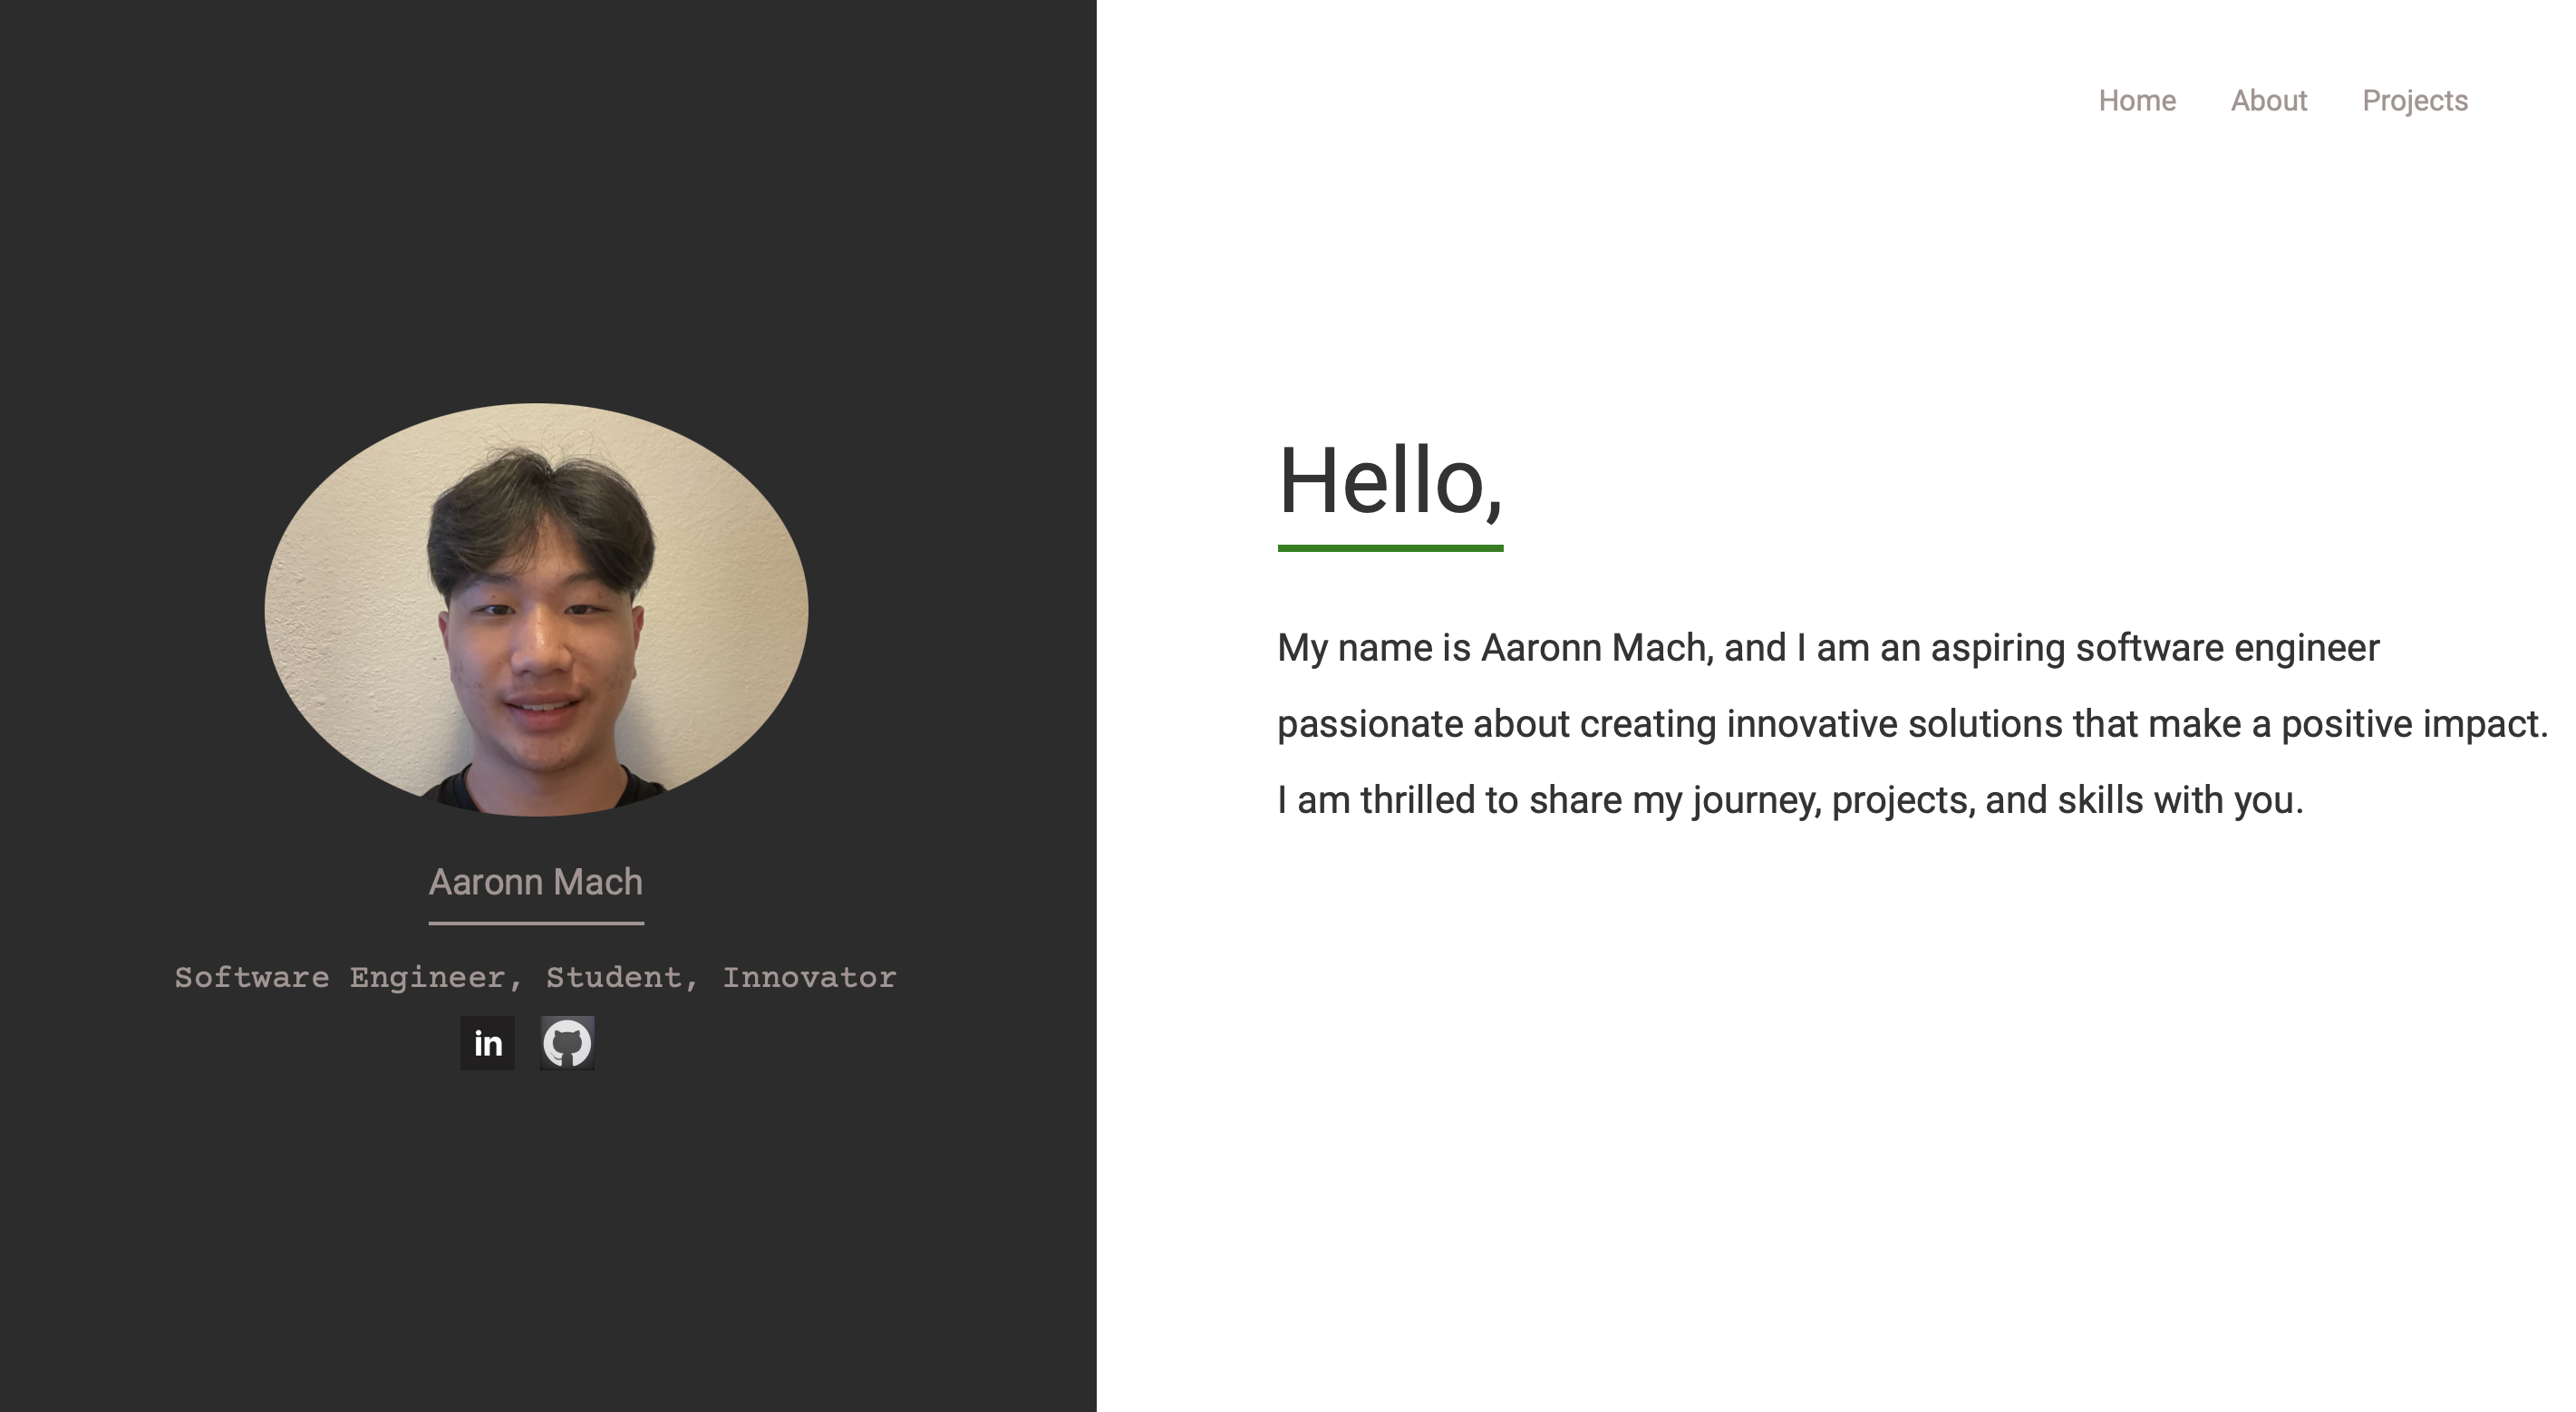 Home About Projects
Hello,
My name is Aaronn Mach, and I am an aspiring software engineer
passionate about creating innovative solutions that make a positive impact.
I am thrilled to share my journey, projects, and skills with you.
Aaronn Mach
Software Engineer, Student, Innovator
in